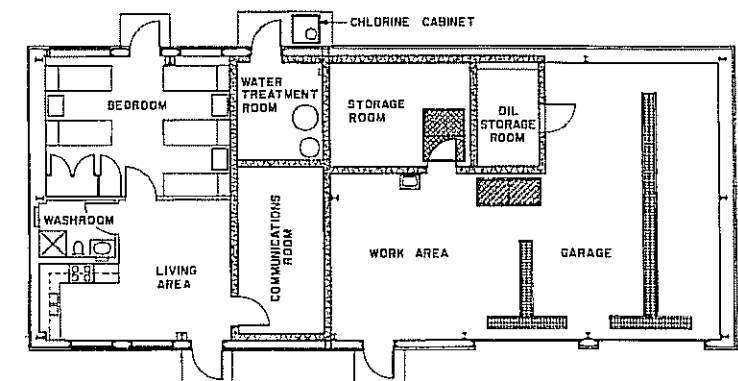 CHLORINE CABINET
BEDROOM
WATER
TREATMENT
ROOM
STORAGE
ROOM
OIL
STORAGE
ROOM
WASHROOM
LIVING
AREA
COMMUNICATIONS
ROOM
WORK AREA
GARAGE